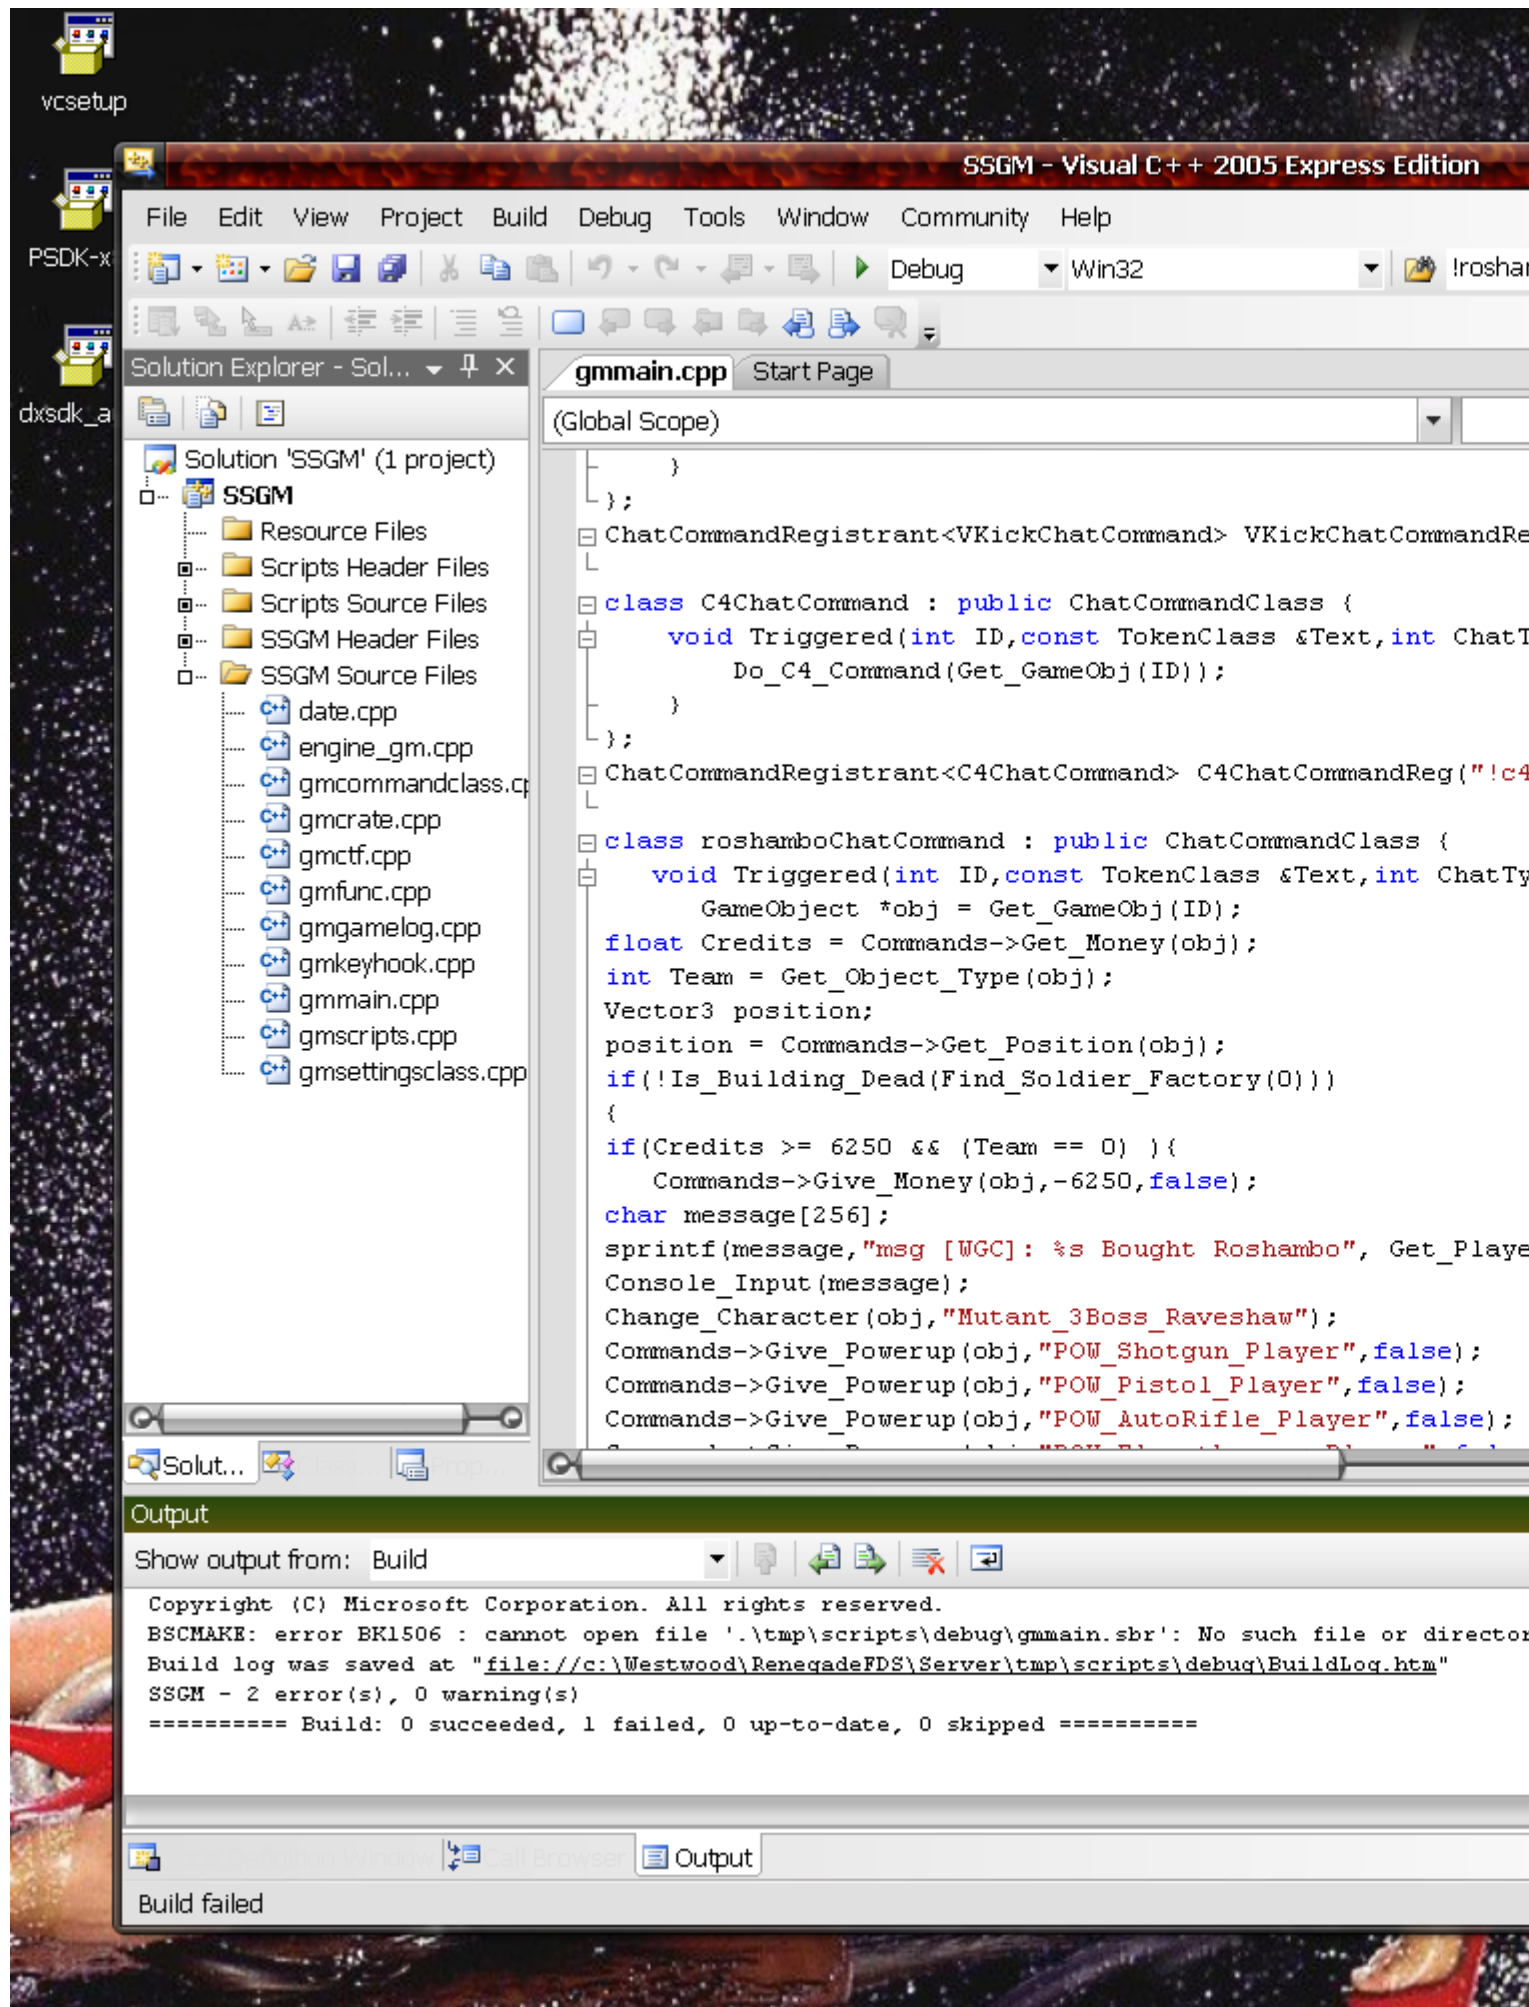 vcsetup
SSGM - Visual C++ 2005 Express Edition
File Edit View Project Build Debug Tools Window Community Help
PSDK-x
Debug Win32
dxsdk_a
Solution Explorer - Sol...
gmmain.cpp Start Page
(Global Scope)
Solution 'SSGM' (1 project)
SSGM
Resource Files
Scripts Header Files
Scripts Source Files
SSGM Header Files
SSGM Source Files
date.cpp
engine_gm.cpp
gmcommandclass.cp
gmcrate.cpp
gmctf.cpp
gmfunc.cpp
gmgamelog.cpp
gmkeyhook.cpp
gmmain.cpp
gmscripts.cpp
gmsettingsclass.cpp
Solut...
}
};
ChatCommandRegistrant<VKickChatCommand> VKickChatCommandRe
class C4ChatCommand : public ChatCommandClass {
void Triggered(int ID,const TokenClass &Text,int ChatT
Do_C4_Command(Get_GameObj(ID));
}
};
ChatCommandRegistrant<C4ChatCommand> C4ChatCommandReg("!c4
class roshamboChatCommand : public ChatCommandClass {
void Triggered(int ID,const TokenClass &Text,int ChatTy
GameObject *obj = Get_GameObj(ID);
float Credits = Commands->Get_Money(obj);
int Team = Get_Object_Type(obj);
Vector3 position;
position = Commands->Get_Position(obj);
if(!Is_Building_Dead(Find_Soldier_Factory(0)))
{
if(Credits >= 6250 && (Team == 0) ){
Commands->Give_Money(obj,-6250,false);
char message[256];
sprintf(message,"msg [WGC]: %s Bought Roshambo", Get_Playe
Console_Input(message);
Change_Character(obj,"Mutant_3Boss_Raveshaw");
Commands->Give_Powerup(obj,"POW_Shotgun_Player",false);
Commands->Give_Powerup(obj,"POW_Pistol_Player",false);
Commands->Give_Powerup(obj,"POW_AutoRifle_Player",false);
Output
Show output from: Build
Copyright (C) Microsoft Corporation. All rights reserved.
BSCMAKE: error BK1506 : cannot open file '.\tmp\scripts\debug\gmmain.sbr': No such file or director
Build log was saved at "file://c:\Westwood\RenegadeFDS\Server\tmp\scripts\debug\BuildLog.htm"
SSGM - 2 error(s), 0 warning(s)
========== Build: 0 succeeded, 1 failed, 0 up-to-date, 0 skipped ==========
Definition Window Call Browser Output
Build failed